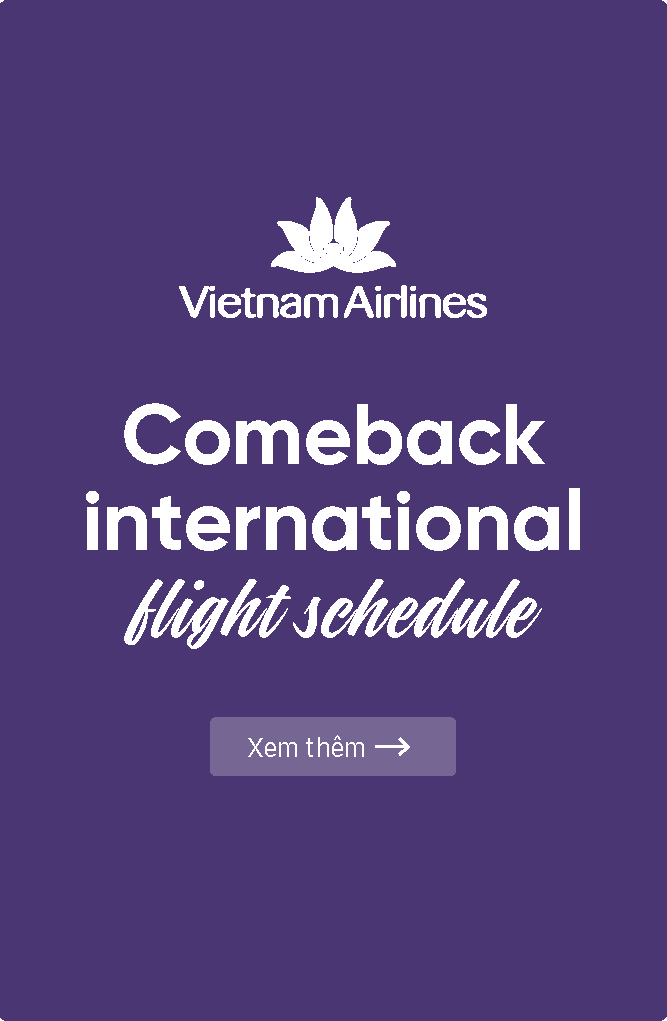 Vietnam Airlines
Comeback
international
flight schedule
Xem thêm →